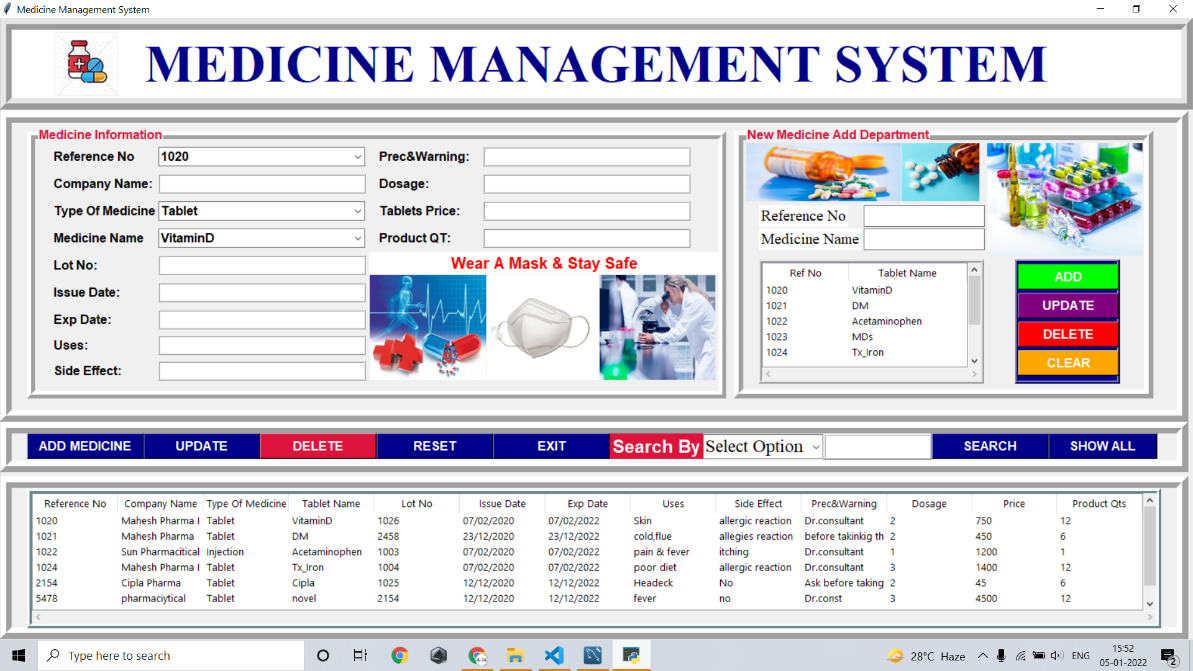 Medicine Management System
MEDICINE MANAGEMENT SYSTEM
Medicine Information
Reference No 1020 Prec&Warning:
Company Name: Dosage:
Type Of Medicine Tablet Tablets Price:
Medicine Name VitaminD Product QT:
Lot No:
Issue Date:
Exp Date:
Uses:
Side Effect:
Wear A Mask & Stay Safe
New Medicine Add Department
Reference No
Medicine Name
Ref No Tablet Name
1020 VitaminD
1021 DM
1022 Acetaminophen
1023 MDs
1024 Tx_Iron
ADD
UPDATE
DELETE
CLEAR
ADD MEDICINE UPDATE DELETE RESET EXIT Search By Select Option SEARCH SHOW ALL
Reference No Company Name Type Of Medicine Tablet Name Lot No Issue Date Exp Date Uses Side Effect Prec&Warning Dosage Price Product Qts
1020 Mahesh Pharma I Tablet VitaminD 1026 07/02/2020 07/02/2022 Skin allergic reaction Dr.consultant 2 750 12
1021 Mahesh Pharma Tablet DM 2458 23/12/2020 23/12/2022 cold,flue allegies reaction before takinkig th 2 450 6
1022 Sun Pharmacitical Injection Acetaminophen 1003 07/02/2020 07/02/2022 pain & fever itching Dr.consultant 1 1200 1
1024 Mahesh Pharma I Tablet Tx_Iron 1004 07/02/2020 07/02/2022 poor diet allergic reaction Dr.consultant 3 1400 12
2154 Cipla Pharma Tablet Cipla 1025 12/12/2020 12/12/2022 Headeck No Ask before taking 2 45 6
5478 pharmaciytical Tablet novel 2154 12/12/2020 12/12/2022 fever no Dr.const 3 4500 12
Type here to search 28°C Haze ENG 15:52
05-01-2022 2